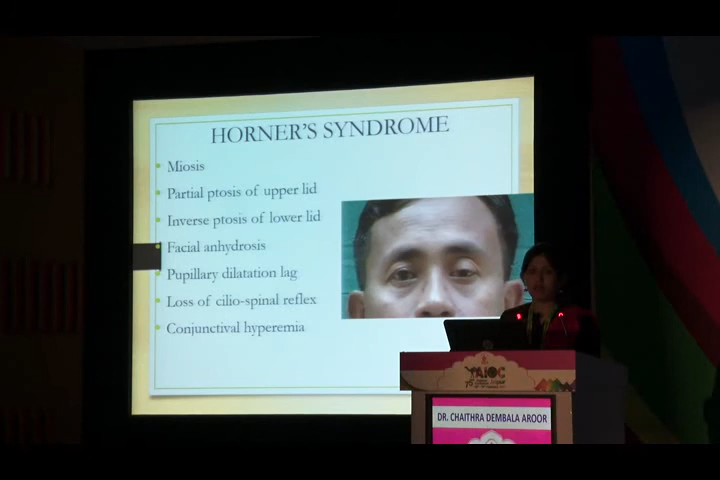 HORNER'S SYNDROME
Miosis
Partial ptosis of upper lid
Inverse ptosis of lower lid
Facial anhydrosis
Pupillary dilatation lag
Loss of cilio-spinal reflex
Conjunctival hyperemia
AIOC
DR. CHAITHRA DEMBALA AROOR